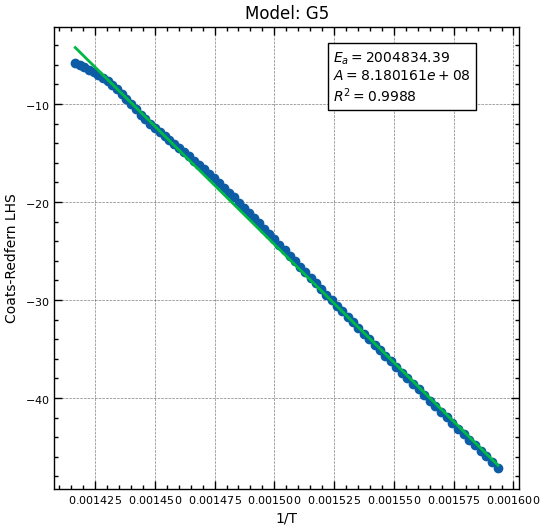 Model: G5
Eₐ = 2004834.39
A = 8.180161e + 08
R² = 0.9988
−10
−20
−30
−40
Coats-Redfern LHS
0.001425 0.001450 0.001475 0.001500 0.001525 0.001550 0.001575 0.001600
1/T